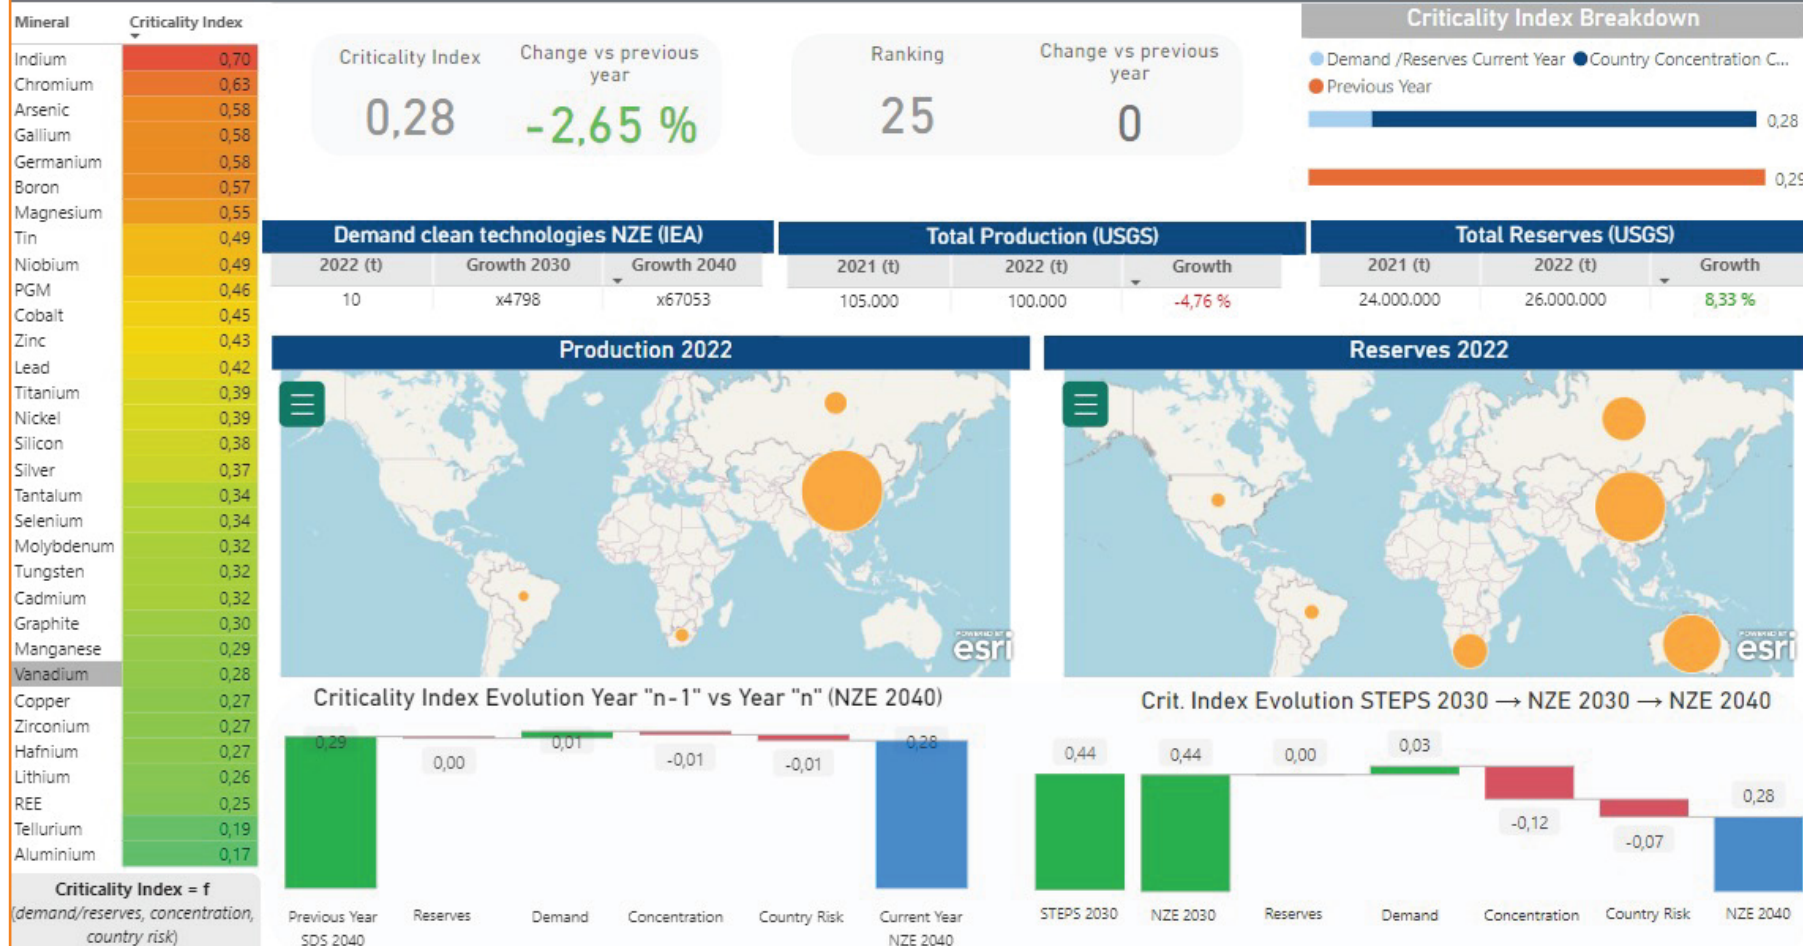 Mineral Criticality Index
Indium 0,70
Chromium 0,63
Arsenic 0,58
Gallium 0,58
Germanium 0,58
Boron 0,57
Magnesium 0,55
Tin 0,49
Niobium 0,49
PGM 0,46
Cobalt 0,45
Zinc 0,43
Lead 0,42
Titanium 0,39
Nickel 0,39
Silicon 0,38
Silver 0,37
Tantalum 0,34
Selenium 0,34
Molybdenum 0,32
Tungsten 0,32
Cadmium 0,32
Graphite 0,30
Manganese 0,29
Vanadium 0,28
Copper 0,27
Zirconium 0,27
Hafnium 0,27
Lithium 0,26
REE 0,25
Tellurium 0,19
Aluminium 0,17
Criticality Index = f
(demand/reserves, concentration,
country risk)
Criticality Index
0,28
Change vs previous
year
-2,65 %
Ranking
25
Change vs previous
year
0
Criticality Index Breakdown
Demand /Reserves Current Year Country Concentration C...
Previous Year
0,28
0,29
Demand clean technologies NZE (IEA)
2022 (t) Growth 2030 Growth 2040
10 x4798 x67053
Total Production (USGS)
2021 (t) 2022 (t) Growth
105.000 100.000 -4,76 %
Total Reserves (USGS)
2021 (t) 2022 (t) Growth
24.000.000 26.000.000 8,33 %
Production 2022
POWERED BY
esri
Reserves 2022
POWERED BY
esri
Criticality Index Evolution Year "n-1" vs Year "n" (NZE 2040)
0,29 0,00 0,01 -0,01 -0,01 0,28
Previous Year
SDS 2040
Reserves
Demand
Concentration
Country Risk
Current Year
NZE 2040
Crit. Index Evolution STEPS 2030 → NZE 2030 → NZE 2040
0,44 0,44 0,00 0,03 -0,12 -0,07 0,28
STEPS 2030 NZE 2030 Reserves Demand Concentration Country Risk NZE 2040